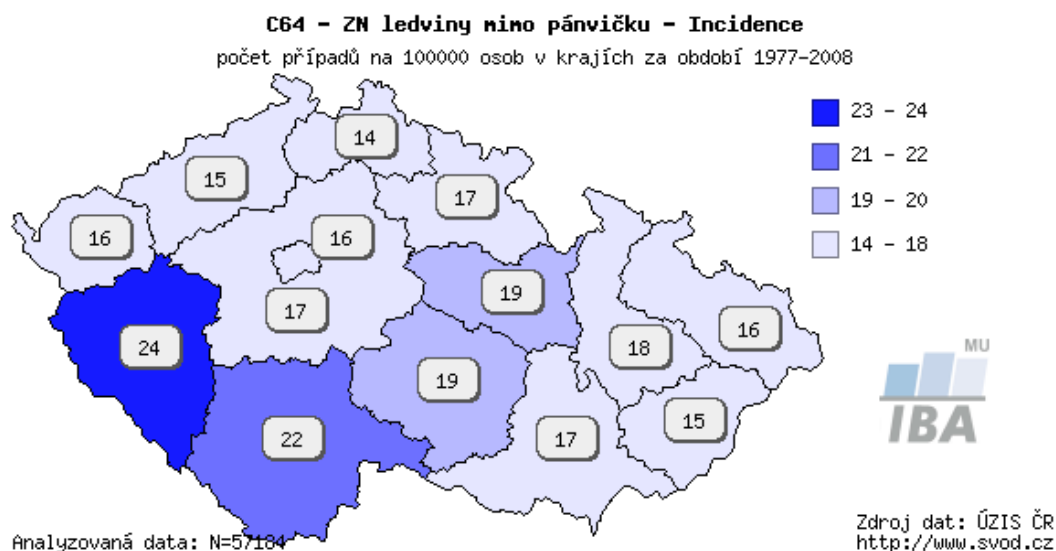 C64 - ZN ledviny mimo pánvičku - Incidence
počet případů na 100000 osob v krajích za období 1977-2008
23 - 24
21 - 22
19 - 20
14 - 18
14
15
17
16
16
19
17
24
18
16
19
15
22
17
MU
IBA
Analyzovaná data: N=57184
Zdroj dat: ÚZIS ČR
http://www.svod.cz